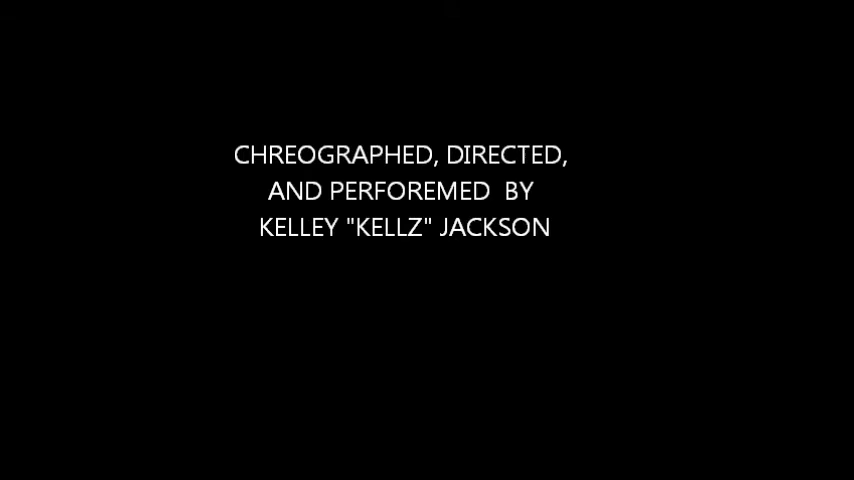 CHREOGRAPHED, DIRECTED,
AND PERFOREMED  BY
KELLEY "KELLZ" JACKSON